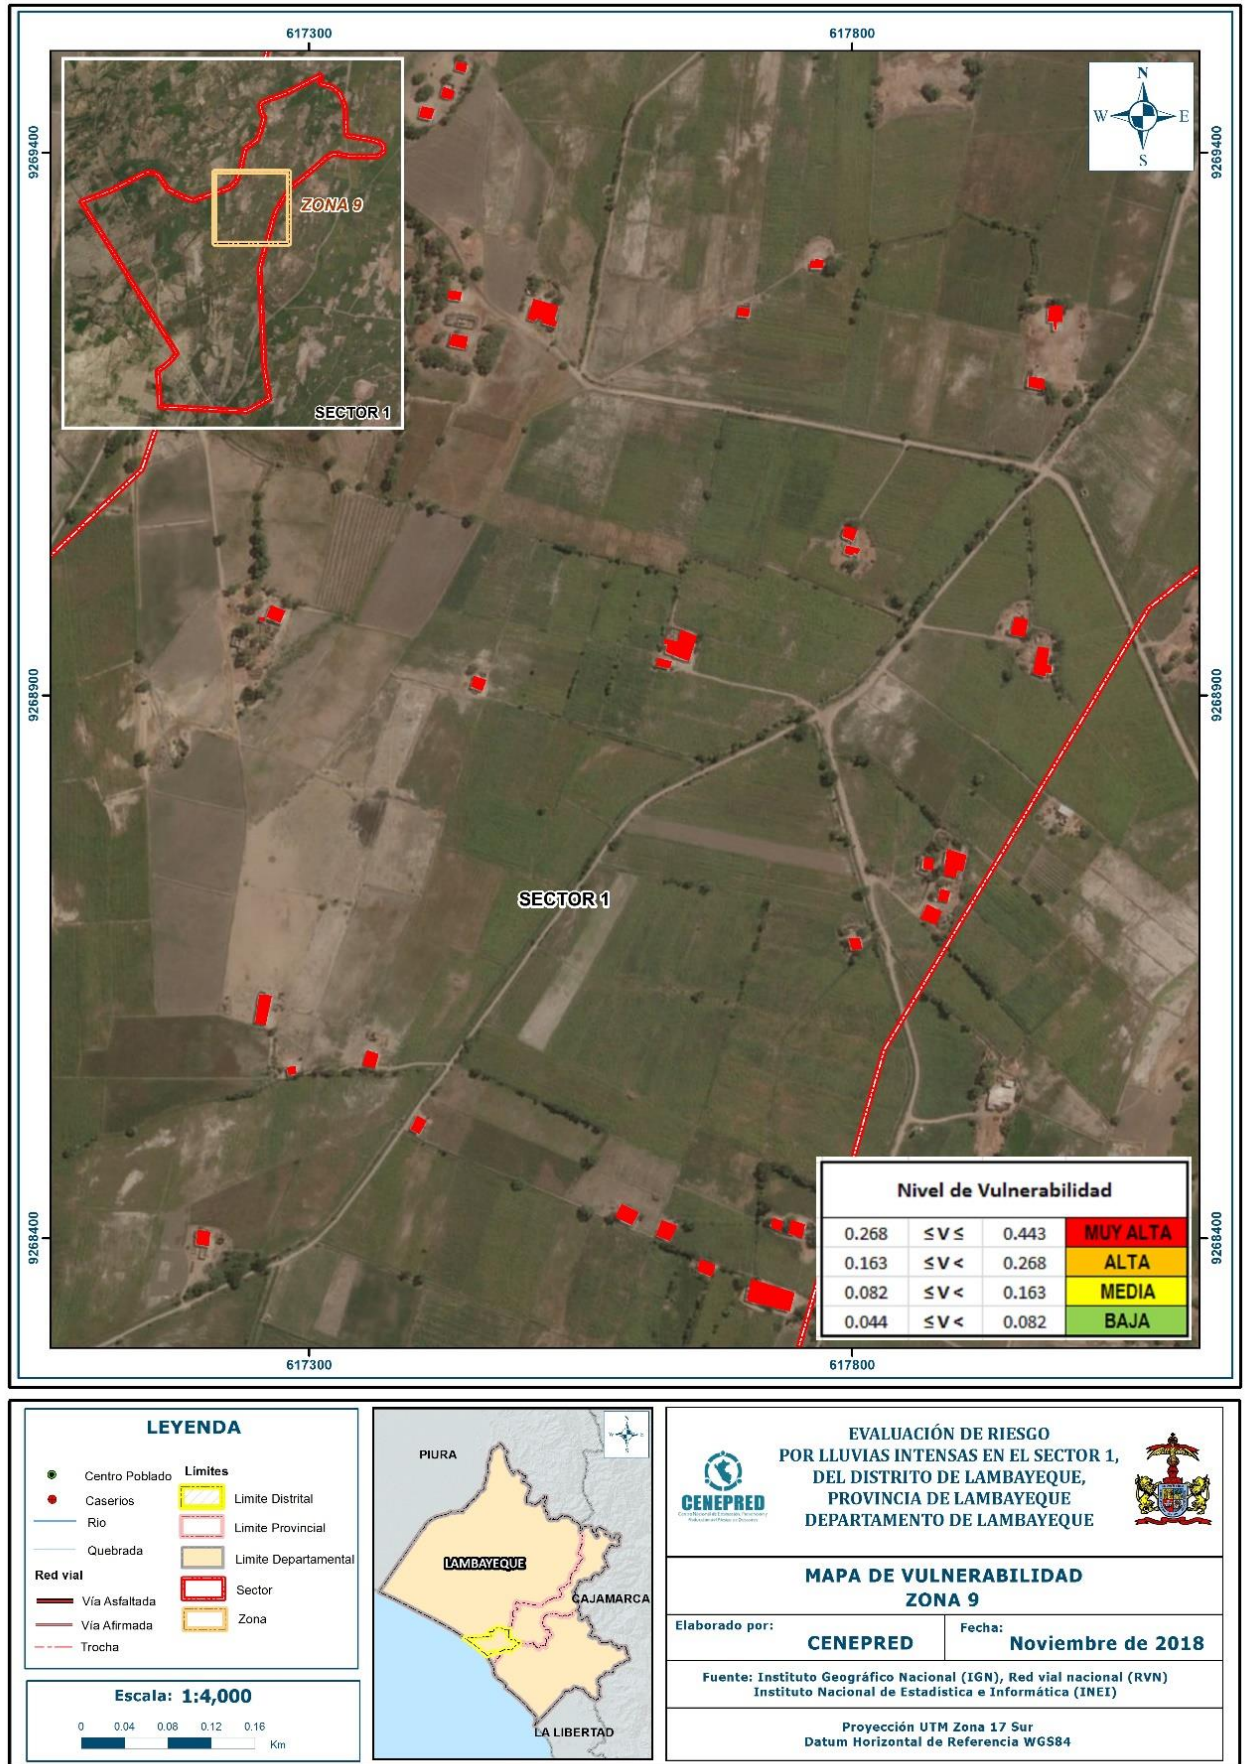 617300
617800
9269400
9269400
N
W
E
S
ZONA 9
SECTOR 1
9268900
9268900
SECTOR 1
9268400
9268400
Nivel de Vulnerabilidad
0.268 ≤ V ≤ 0.443 MUY ALTA
0.163 ≤ V < 0.268 ALTA
0.082 ≤ V < 0.163 MEDIA
0.044 ≤ V < 0.082 BAJA
617300
617800
LEYENDA
Centro Poblado
Caserios
Rio
Quebrada
Red vial
Vía Asfaltada
Vía Afirmada
Trocha
Límites
Limite Distrital
Limite Provincial
Limite Departamental
Sector
Zona
Escala: 1:4,000
0 0.04 0.08 0.12 0.16
Km
PIURA
LAMBAYEQUE
CAJAMARCA
LA LIBERTAD
CENEPRED
EVALUACIÓN DE RIESGO
POR LLUVIAS INTENSAS EN EL SECTOR 1,
DEL DISTRITO DE LAMBAYEQUE,
PROVINCIA DE LAMBAYEQUE
DEPARTAMENTO DE LAMBAYEQUE
MAPA DE VULNERABILIDAD
ZONA 9
Elaborado por:
CENEPRED
Fecha:
Noviembre de 2018
Fuente: Instituto Geográfico Nacional (IGN), Red vial nacional (RVN)
Instituto Nacional de Estadística e Informática (INEI)
Proyección UTM Zona 17 Sur
Datum Horizontal de Referencia WGS84